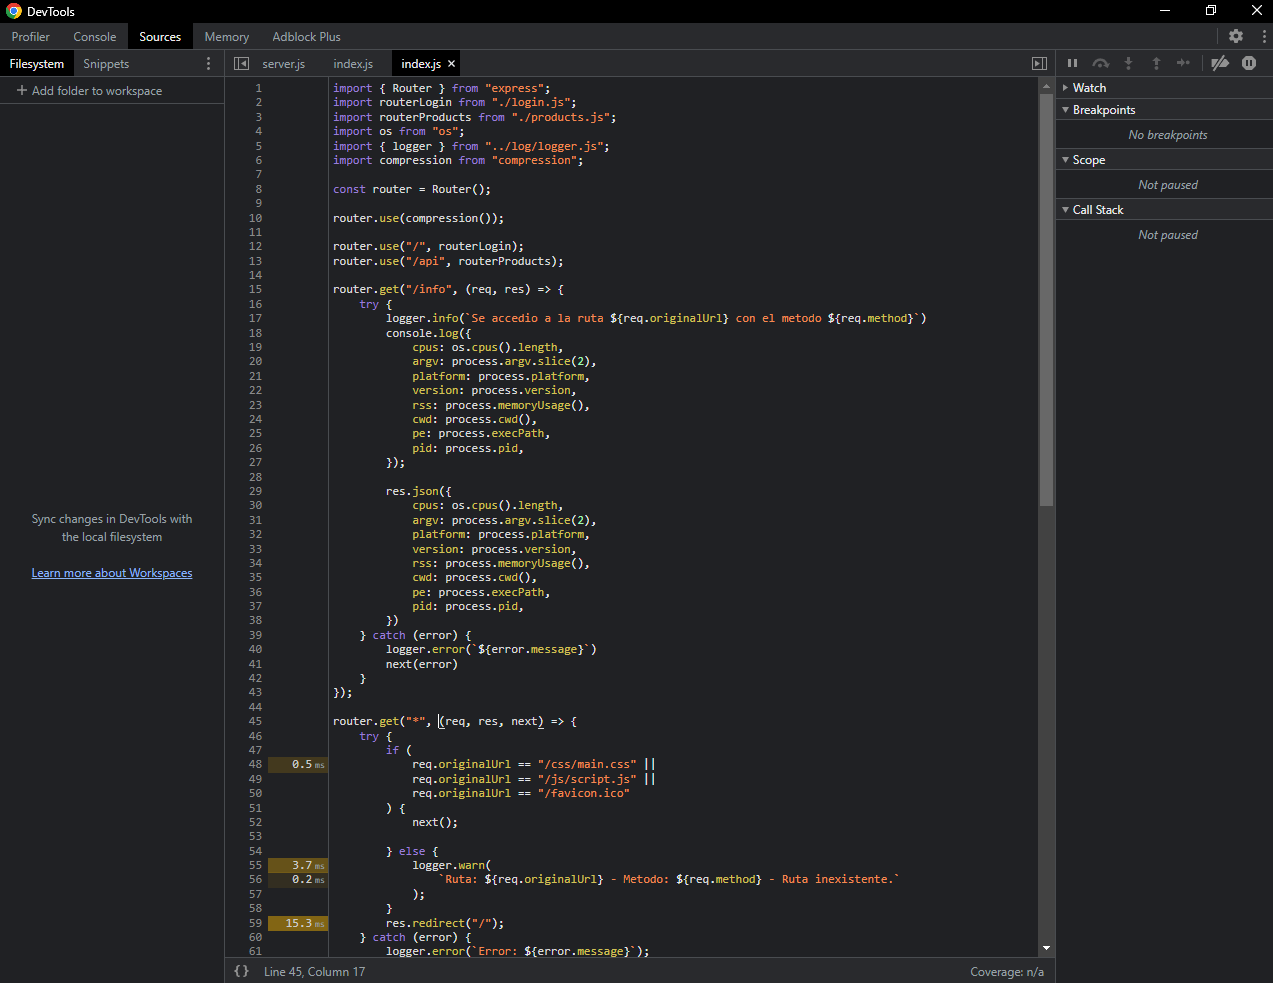 DevTools
Profiler Console Sources Memory Adblock Plus
Filesystem Snippets
server.js index.js index.js ×
+ Add folder to workspace
Sync changes in DevTools with
the local filesystem
Learn more about Workspaces
1 import { Router } from "express";
2 import routerLogin from "./login.js";
3 import routerProducts from "./products.js";
4 import os from "os";
5 import { logger } from "../log/logger.js";
6 import compression from "compression";
7
8 const router = Router();
9
10 router.use(compression());
11
12 router.use("/", routerLogin);
13 router.use("/api", routerProducts);
14
15 router.get("/info", (req, res) => {
16     try {
17         logger.info(`Se accedio a la ruta ${req.originalUrl} con el metodo ${req.method}`)
18         console.log({
19             cpus: os.cpus().length,
20             argv: process.argv.slice(2),
21             platform: process.platform,
22             version: process.version,
23             rss: process.memoryUsage(),
24             cwd: process.cwd(),
25             pe: process.execPath,
26             pid: process.pid,
27         });
28
29         res.json({
30             cpus: os.cpus().length,
31             argv: process.argv.slice(2),
32             platform: process.platform,
33             version: process.version,
34             rss: process.memoryUsage(),
35             cwd: process.cwd(),
36             pe: process.execPath,
37             pid: process.pid,
38         })
39     } catch (error) {
40         logger.error(`${error.message}`)
41         next(error)
42     }
43 });
44
45 router.get("*", (req, res, next) => {
46     try {
47         if (
48 0.5 ms             req.originalUrl == "/css/main.css" ||
49             req.originalUrl == "/js/script.js" ||
50             req.originalUrl == "/favicon.ico"
51         ) {
52             next();
53
54         } else {
55 3.7 ms             logger.warn(
56 0.2 ms                 `Ruta: ${req.originalUrl} - Metodo: ${req.method} - Ruta inexistente.`
57             );
58         }
59 15.3 ms         res.redirect("/");
60     } catch (error) {
61         logger.error(`Error: ${error.message}`);
{} Line 45, Column 17
Coverage: n/a
Watch
Breakpoints
No breakpoints
Scope
Not paused
Call Stack
Not paused